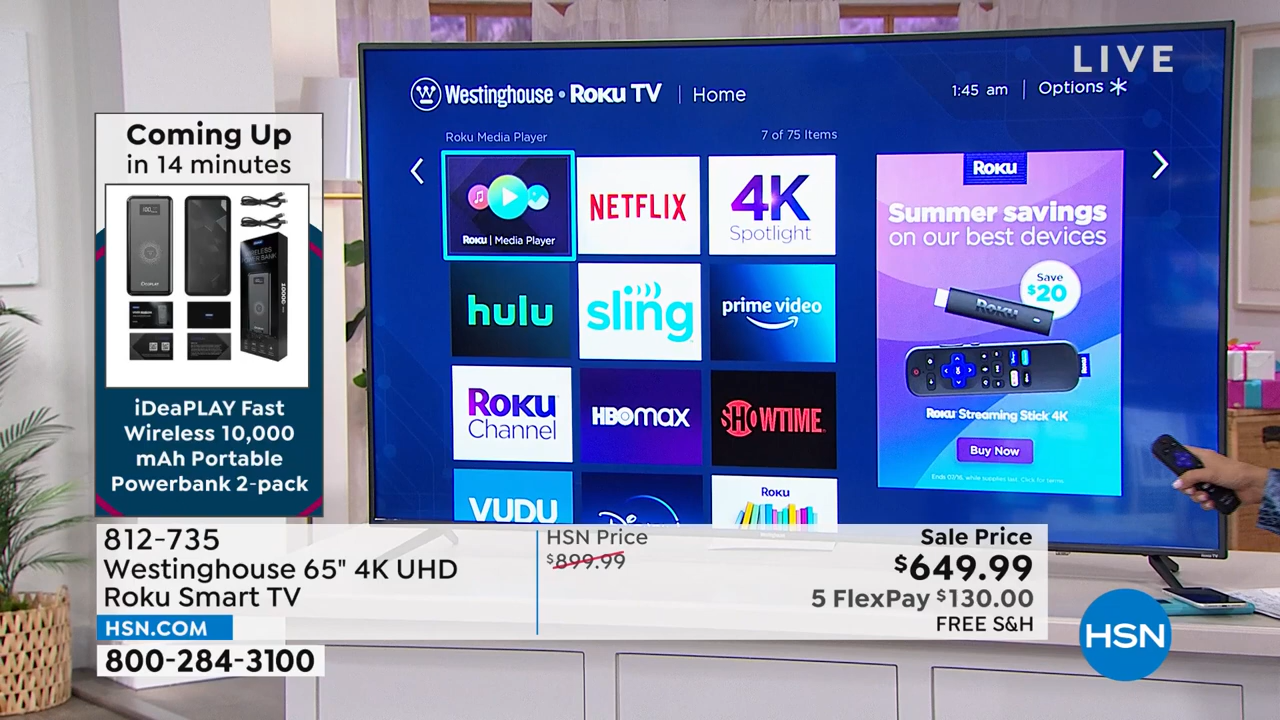 LIVE
Westinghouse • Roku TV | Home
1:45 am | Options
Roku Media Player
7 of 75 Items
Roku | Media Player
NETFLIX
4K
Spotlight
hulu
sling
prime video
Roku
Channel
HBOMAX
SHOWTIME
VUDU
Disney
Roku
Roku
Summer savings
on our best devices
Save
$20
Roku
Roku Streaming Stick 4K
Buy Now
Coming Up
in 14 minutes
iDeaPLAY Fast
Wireless 10,000
mAh Portable
Powerbank 2-pack
812-735
Westinghouse 65" 4K UHD
Roku Smart TV
HSN.COM
800-284-3100
HSN Price
$899.99
Sale Price
$649.99
5 FlexPay $130.00
FREE S&H
HSN